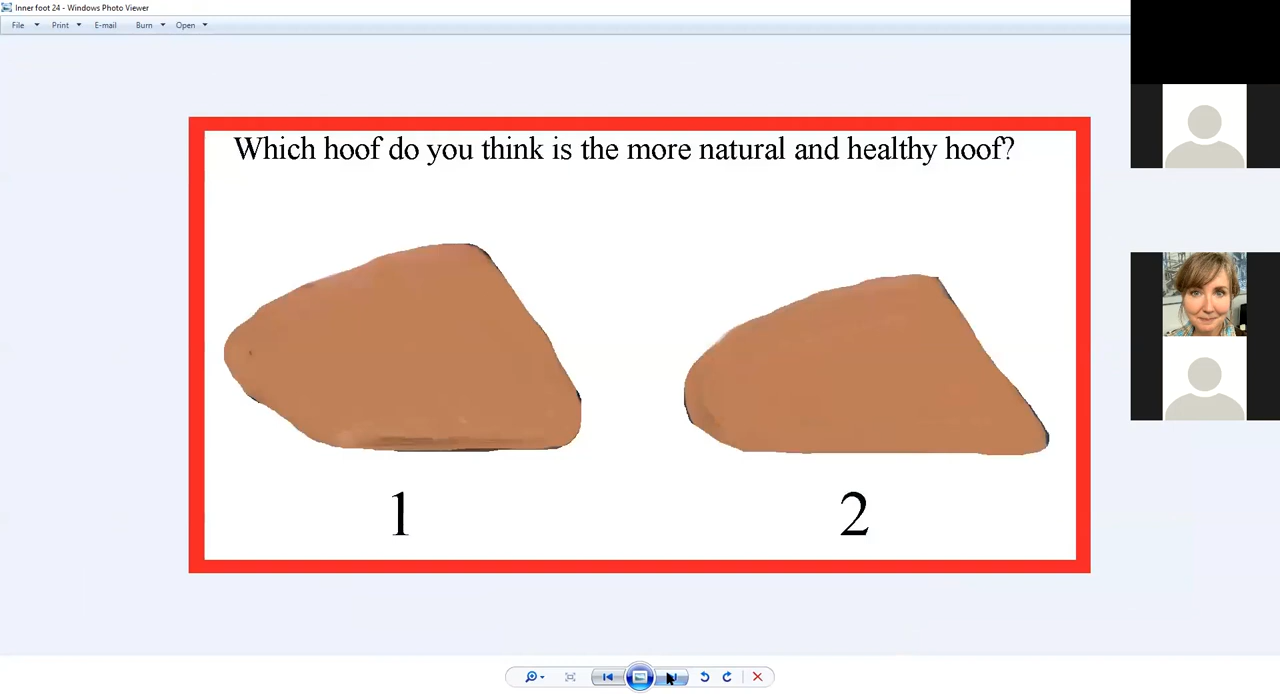 Inner foot 24 - Windows Photo Viewer
File Print E-mail Burn Open
Which hoof do you think is the more natural and healthy hoof?
1 2